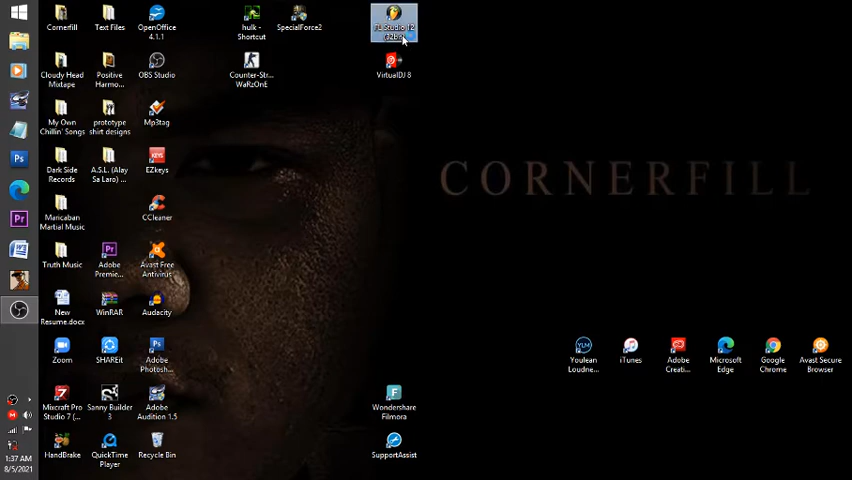 Cornerfill
Text Files
OpenOffice
4.1.1
hulk -
Shortcut
SpecialForce2
FL Studio 12
Cloudy Head
Mixtape
Positive
Harmo...
OBS Studio
Counter-Str...
WaRzOnE
VirtualDJ 8
My Own
Chillin' Songs
prototype
shirt designs
Mp3tag
Dark Side
Records
A.S.L. (Alay
Sa Laro) ...
EZkeys
CORNERFILL
Maricaban
Martial Music
CCleaner
Truth Music
Adobe
Premie...
Avast Free
Antivirus
New
Resume.docx
WinRAR
Audacity
Zoom
SHAREit
Adobe
Photosh...
Youlean
Loudne...
iTunes
Adobe
Creati...
Microsoft
Edge
Google
Chrome
Avast Secure
Browser
Mixcraft Pro
Studio 7 (...
Sanny Builder
3
Adobe
Audition 1.5
Wondershare
Filmora
HandBrake
QuickTime
Player
Recycle Bin
SupportAssist
1:37 AM
8/5/2021